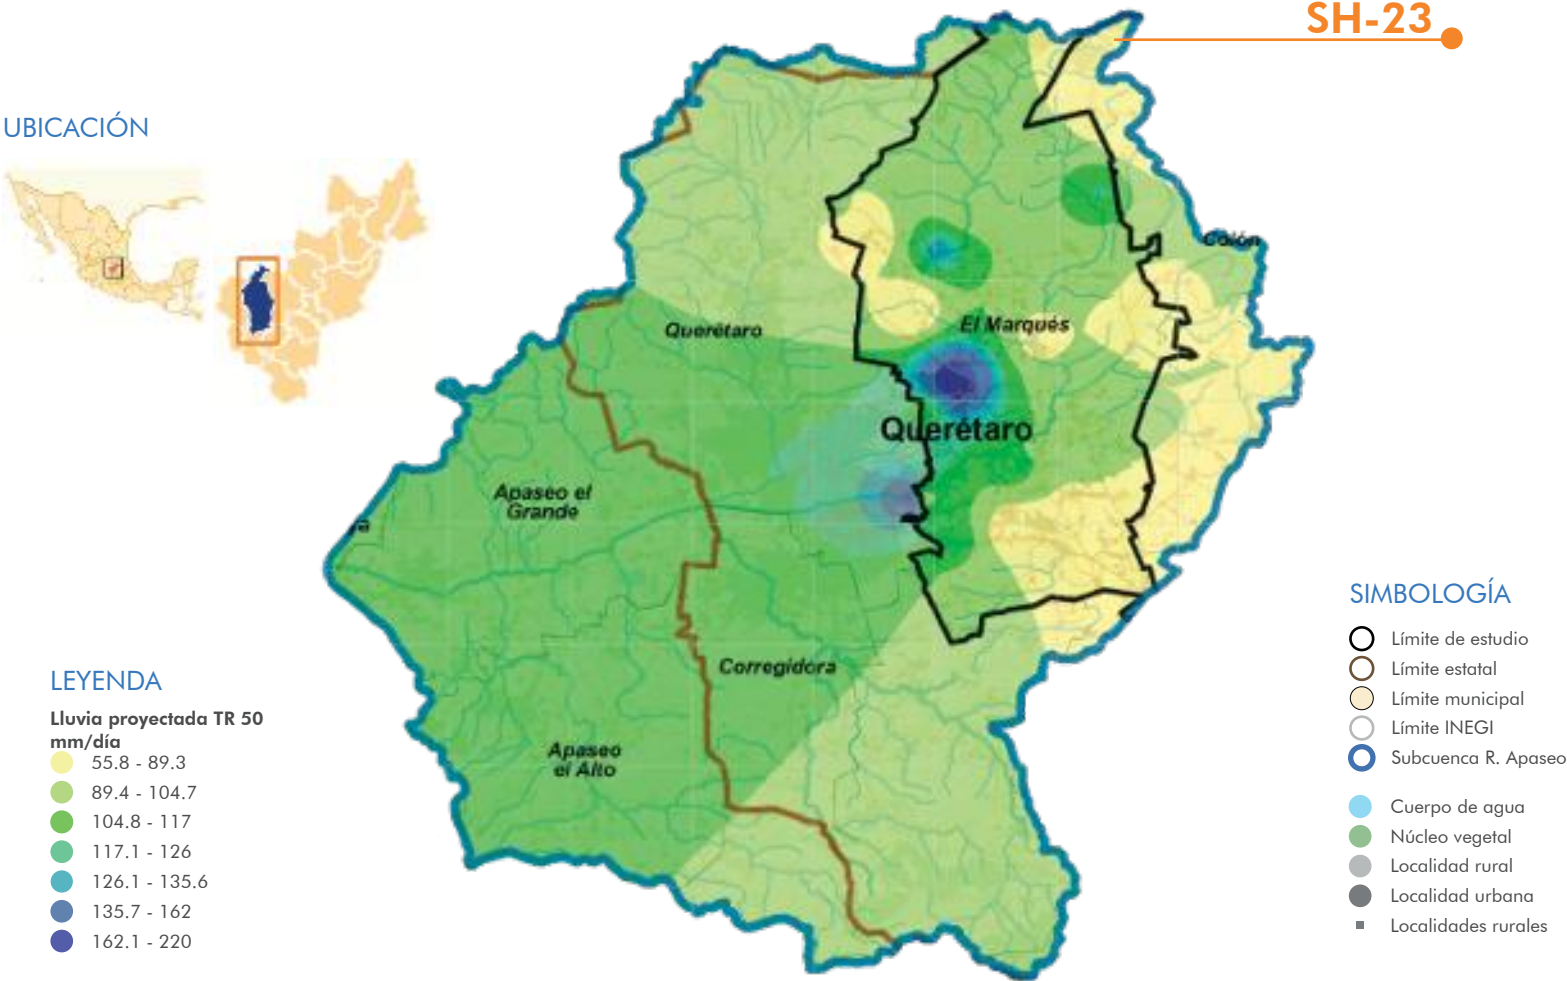 SH-23
UBICACIÓN
Colón
Querétaro
El Marqués
Querétaro
Apaseo el
Grande
a
Corregidora
Apaseo
el Alto
LEYENDA
Lluvia proyectada TR 50
mm/día
55.8 - 89.3
89.4 - 104.7
104.8 - 117
117.1 - 126
126.1 - 135.6
135.7 - 162
162.1 - 220
SIMBOLOGÍA
Límite de estudio
Límite estatal
Límite municipal
Límite INEGI
Subcuenca R. Apaseo
Cuerpo de agua
Núcleo vegetal
Localidad rural
Localidad urbana
Localidades rurales